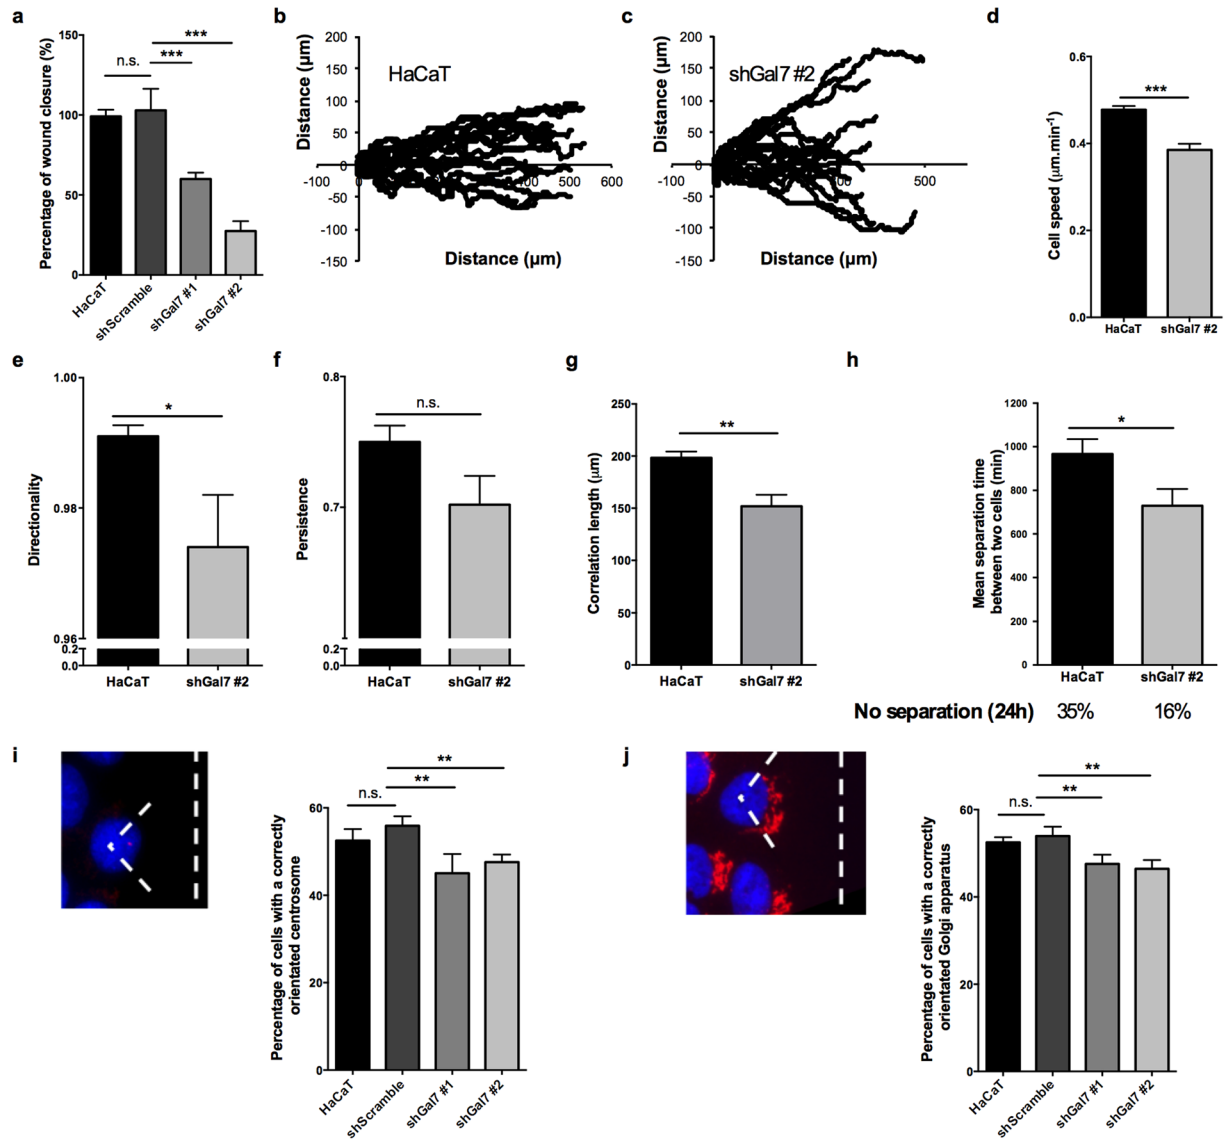 a
Percentage of wound closure (%)
150
100
50
0
n.s.
***
***
HaCaT
shScramble
shGal7 #1
shGal7 #2
b
Distance (µm)
200
150
100
50
0
-50
-100
-150
HaCaT
-100
0
400
500
600
Distance (µm)
c
Distance (µm)
200
150
100
50
0
-50
-100
-150
shGal7 #2
-100
0
500
Distance (µm)
d
Cell speed (µm.min-1)
0.6
0.4
0.2
0.0
***
HaCaT
shGal7 #2
e
Directionality
1.00
0.98
0.96
0.2
0.0
*
HaCaT
shGal7 #2
f
Persistence
0.8
0.7
0.2
0.0
n.s.
HaCaT
shGal7 #2
g
Correlation length (µm)
250
200
150
100
50
0
**
HaCaT
shGal7 #2
h
Mean separation time
between two cells (min)
1200
1000
800
600
400
200
0
*
HaCaT
shGal7 #2
No separation (24h) 35% 16%
i
Percentage of cells with a correctly
orientated centrosome
60
40
20
0
n.s.
**
**
HaCaT
shScramble
shGal7 #1
shGal7 #2
j
Percentage of cells with a correctly
orientated Golgi apparatus
60
40
20
0
n.s.
**
**
HaCaT
shScramble
shGal7 #1
shGal7 #2